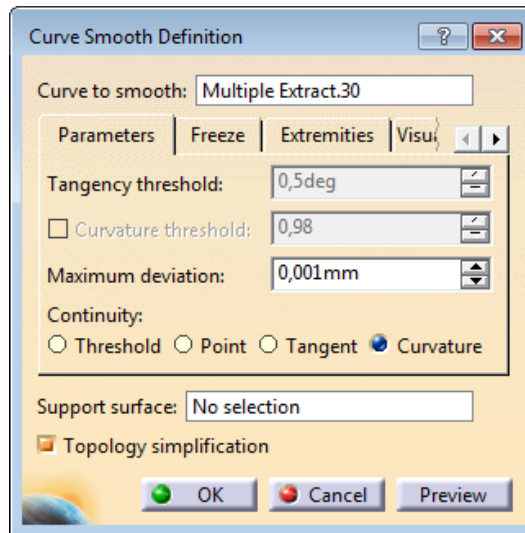 Curve Smooth Definition ?
Curve to smooth: Multiple Extract.30
Parameters Freeze Extremities
Tangency threshold: 0,5deg
Curvature threshold: 0,98
Maximum deviation: 0,001mm
Continuity:
Threshold Point Tangent Curvature
Support surface: No selection
Topology simplification
OK Cancel Preview